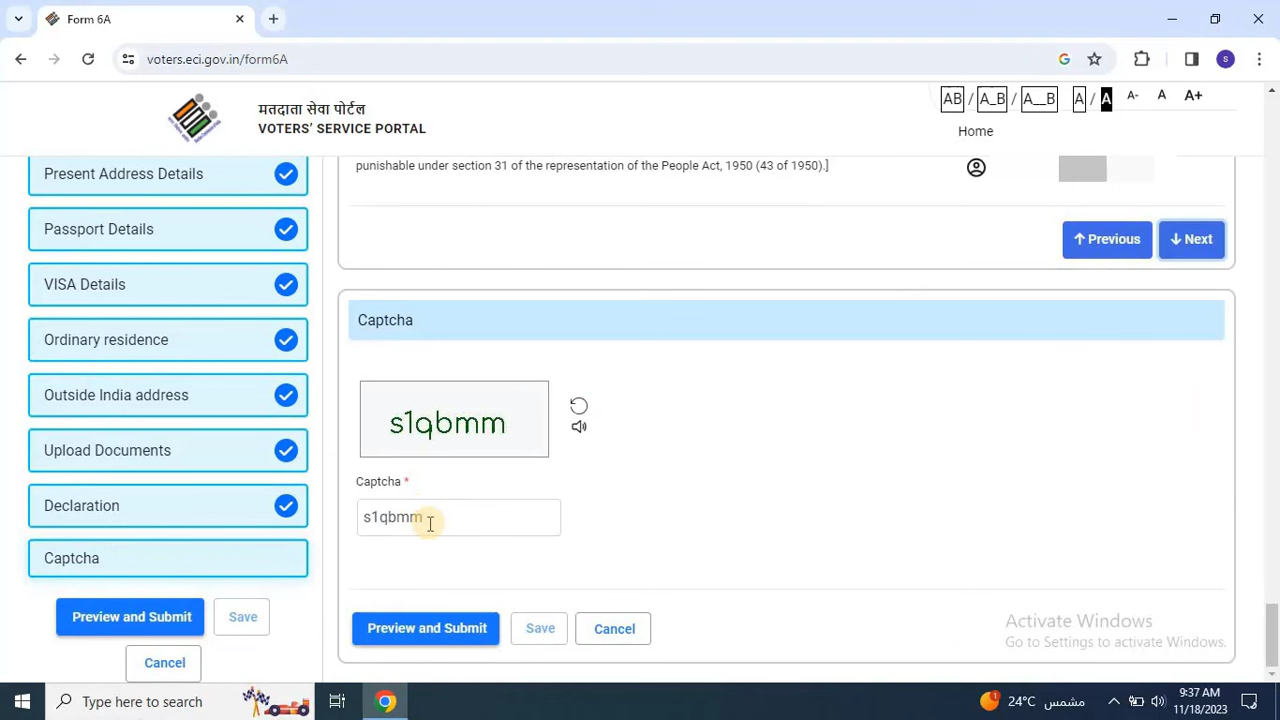 Form 6A
voters.eci.gov.in/form6A
S
मतदाता सेवा पोर्टल
VOTERS' SERVICE PORTAL
AB / A_B / A__B A / A A- A A+
Home
Present Address Details
Passport Details
VISA Details
Ordinary residence
Outside India address
Upload Documents
Declaration
Captcha
Preview and Submit
Save
Cancel
punishable under section 31 of the representation of the People Act, 1950 (43 of 1950).]
Previous
Next
Captcha
s1qbmm
Captcha *
s1qbmm
Preview and Submit
Save
Cancel
Activate Windows
Go to Settings to activate Windows.
Type here to search
1
24°C مشمس
9:37 AM
11/18/2023